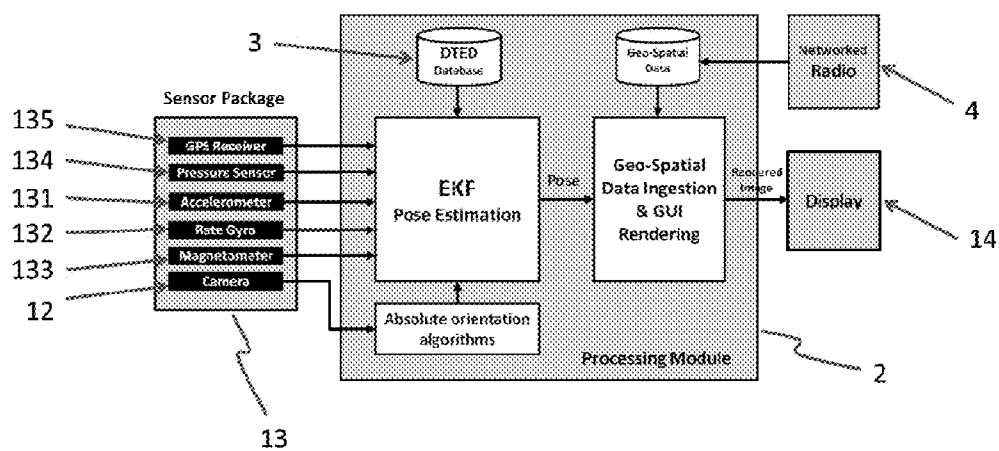 3
DTED
Database
Geo-Spatial
Data
Networked
Radio
4
Sensor Package
135
134
131
132
133
12
GPS Receiver
Pressure Sensor
Accelerometer
Rate Gyro
Magnetometer
Camera
EKF
Pose Estimation
Pose
Geo-Spatial
Data Ingestion
& GUI
Rendering
Rendered
Image
Display
14
Absolute orientation
algorithms
Processing Module
2
13